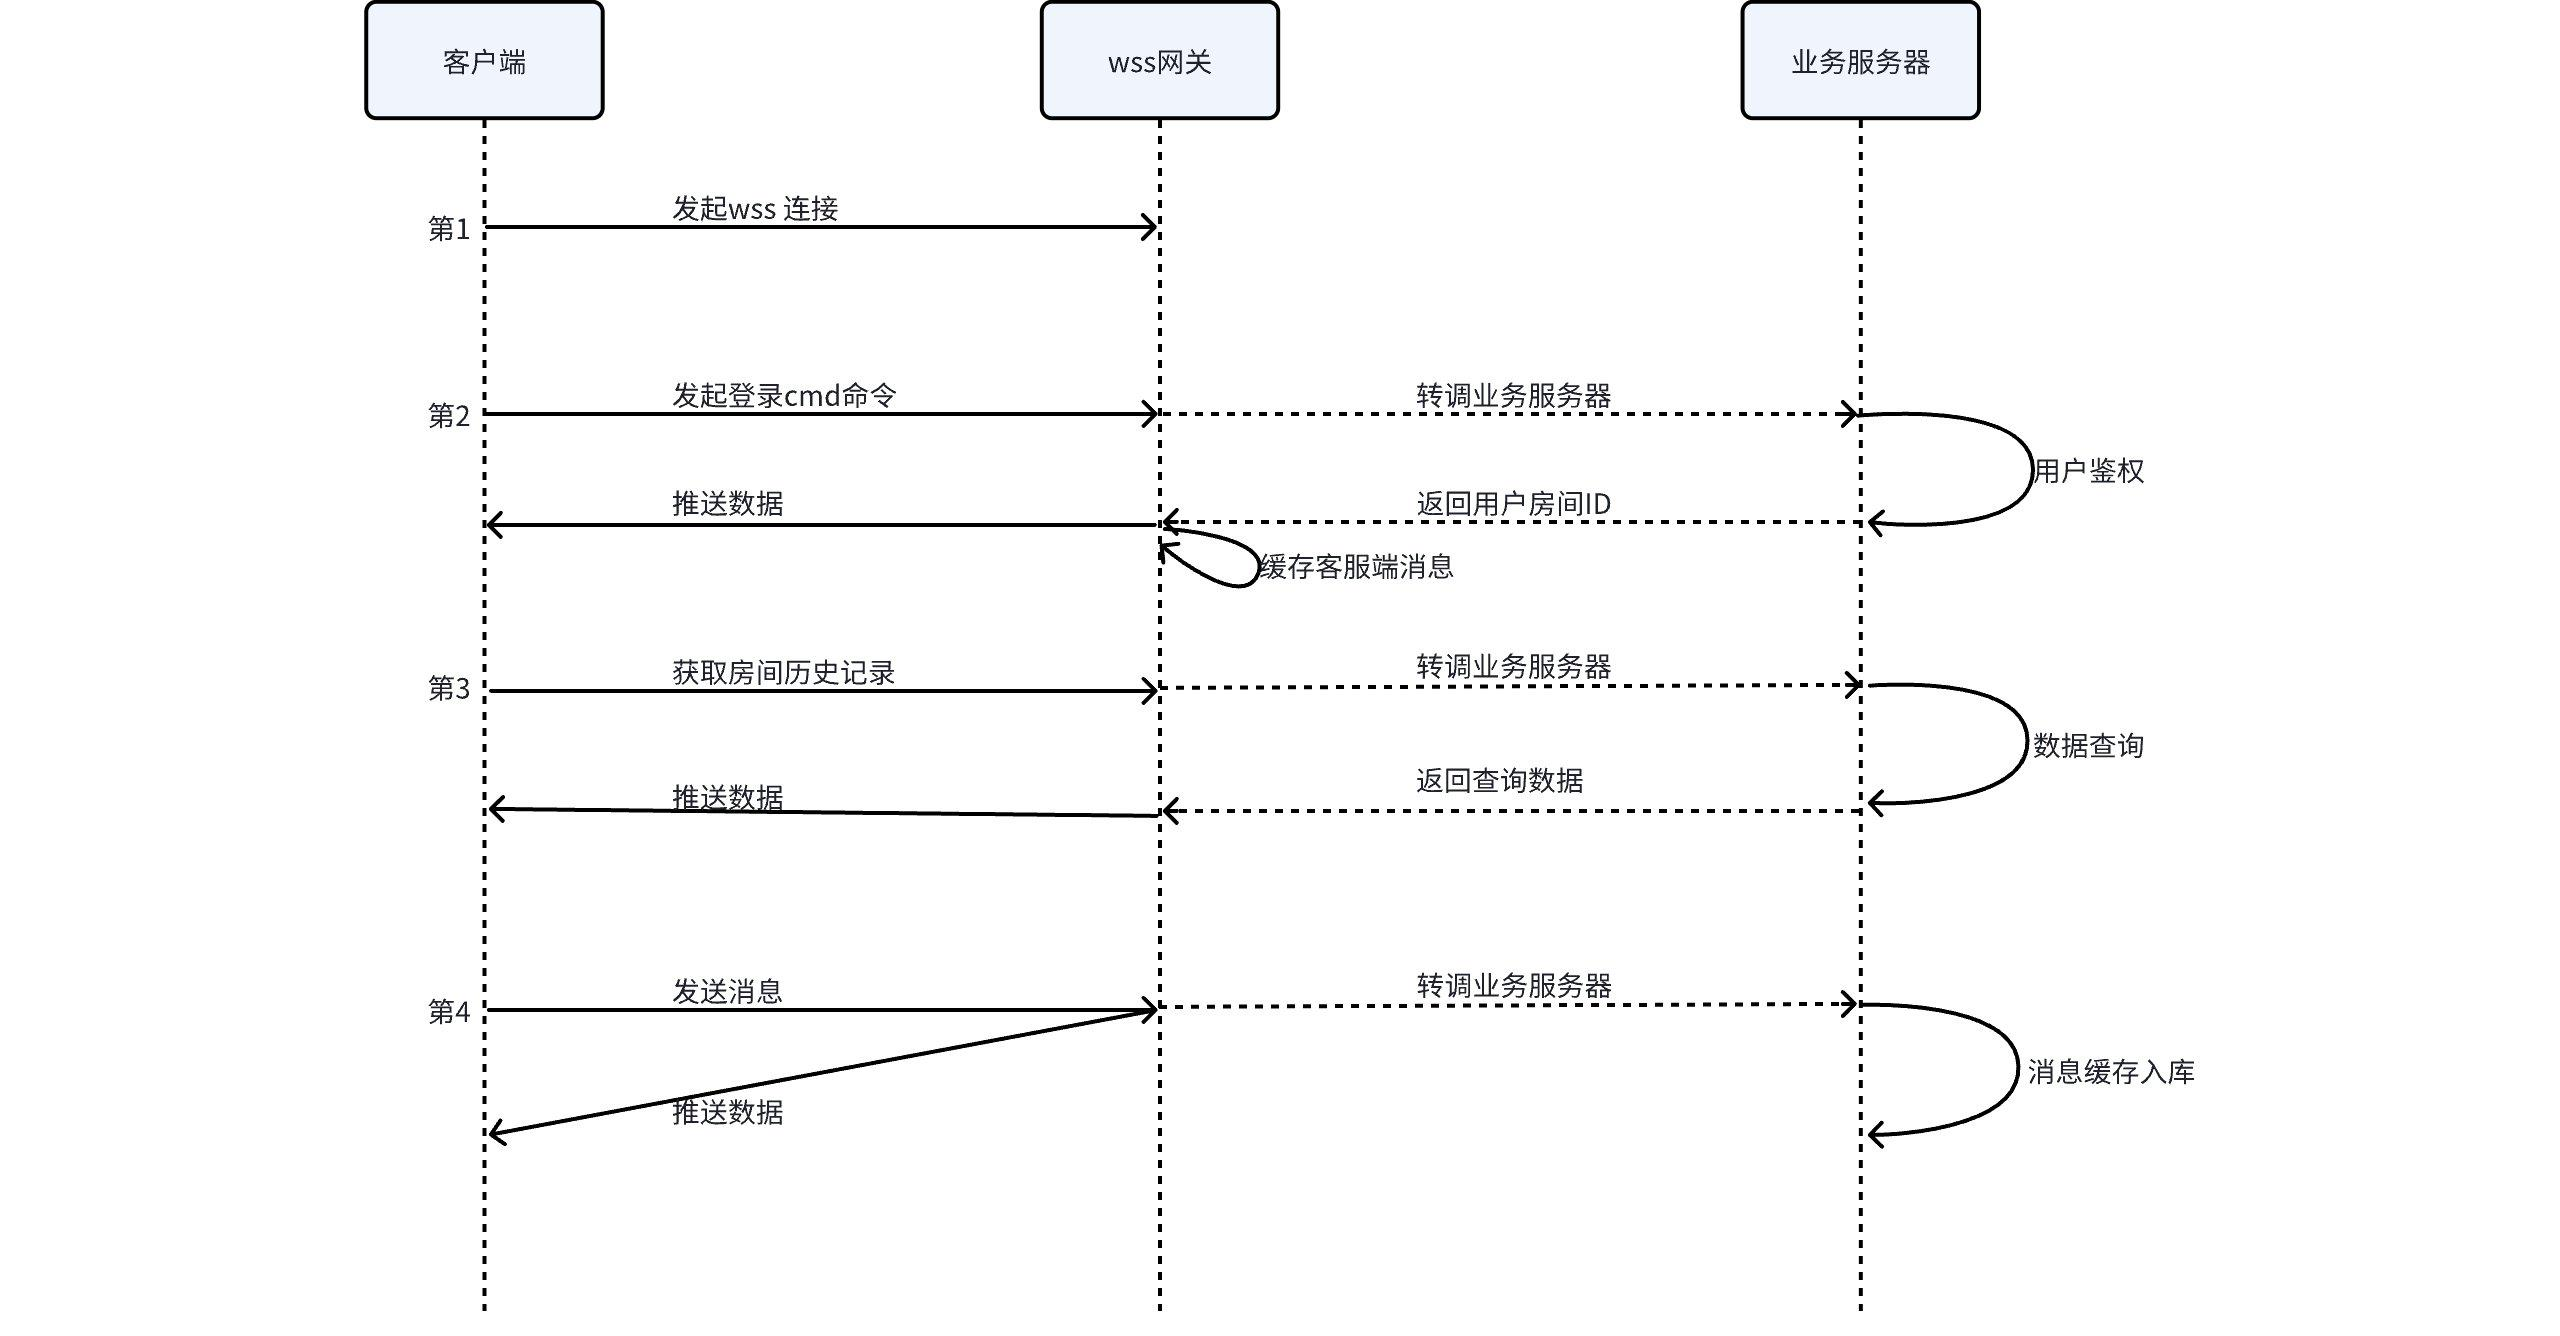 客户端
wss网关
业务服务器
第1
发起wss 连接
第2
发起登录cmd命令
转调业务服务器
用户鉴权
推送数据
返回用户房间ID
缓存客服端消息
第3
获取房间历史记录
转调业务服务器
数据查询
推送数据
返回查询数据
第4
发送消息
转调业务服务器
消息缓存入库
推送数据